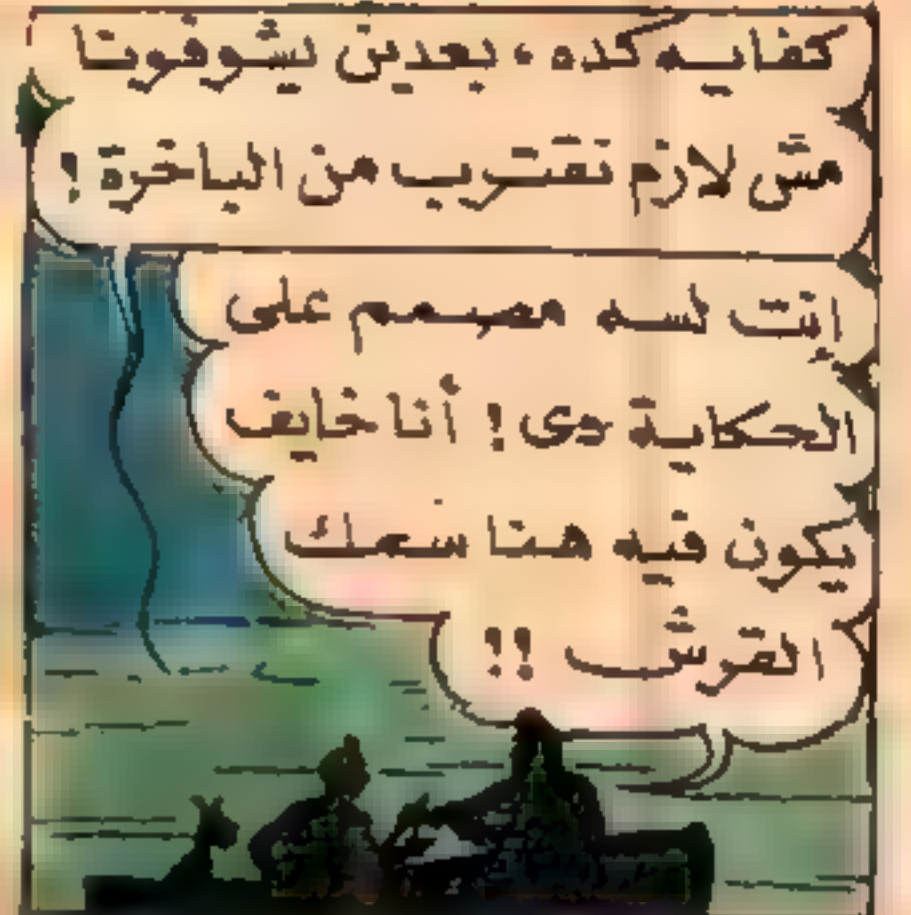 كفايه كده ، بعدين يشوفونا
مش لازم نقترب من الباخرة !
إنت لسه مصمم على
الحكاية دى ! أنا خايف
يكون فيه هنا سمك
القرش !!